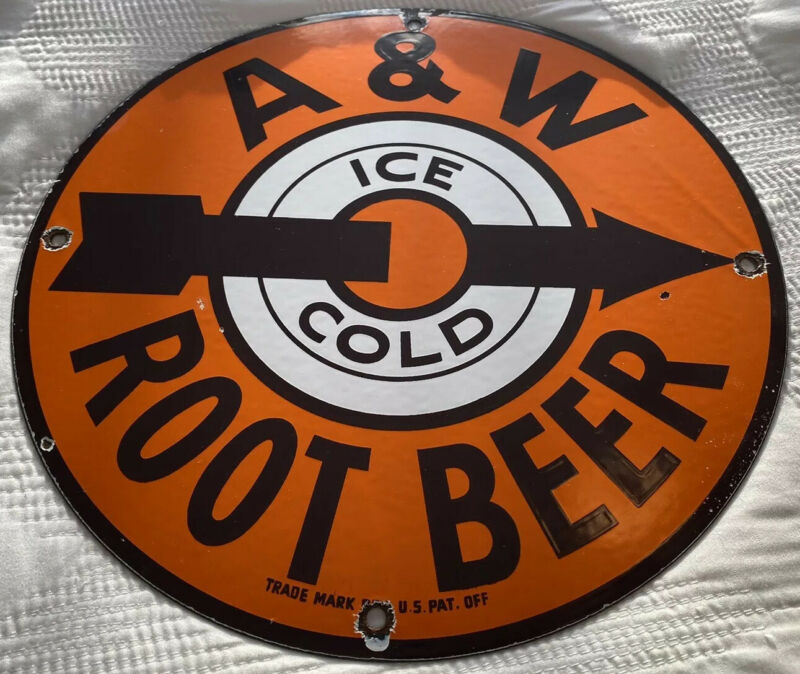 A & W
ICE
COLD
ROOT BEER
TRADE MARK U.S. PAT. OFF